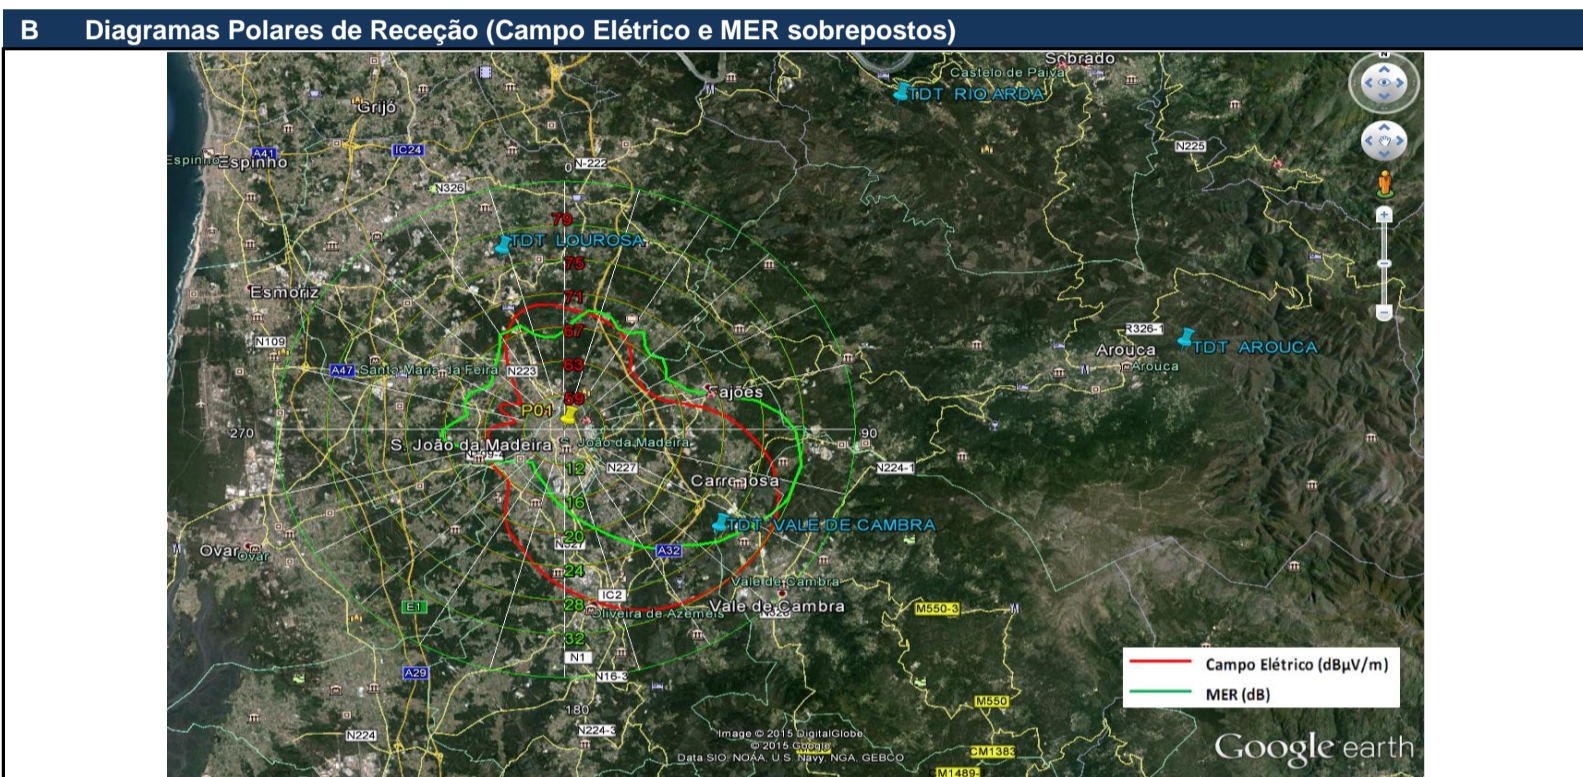 B Diagramas Polares de Receção (Campo Elétrico e MER sobrepostos)
Sobrado
Castelo de Paiva
TDT RIO ARDA
Grijó
A41
IC24
Espinho
Espinho
N-222
N225
0
N326
79
TDT LOUROSA
75
71
Esmoriz
67
R326-1
N109
Arouca
TDT AROUCA
Arouca
63
A47
Santa Maria da Feira
N223
59
Fajões
P01
270
90
S. João da Madeira
S. João da Madeira
12
N227
N224-1
Carregosa
16
TDT VALE DE CAMBRA
20
N327
A32
Ovar
Ovar
24
Vale de Cambra
IC2
28
E1
Oliveira de Azeméis
Vale de Cambra
M550-3
32
N1
Campo Elétrico (dBµV/m)
A29
N16-3
MER (dB)
M550
180
N224
N224-3
Image © 2015 DigitalGlobe
© 2015 Google
Data SIO, NOAA, U.S. Navy, NGA, GEBCO
Google earth
CM1383